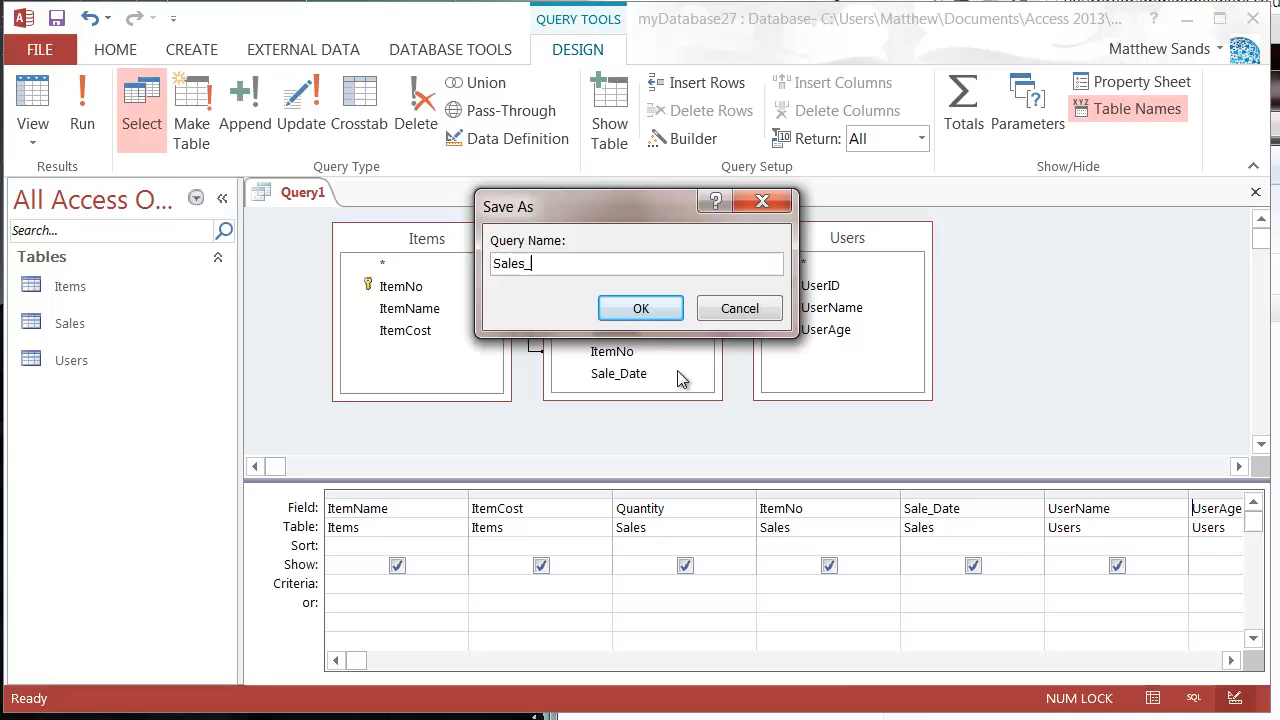 QUERY TOOLS
myDatabase27 : Database- C:\Users\Matthew\Documents\Access 2013\...
?
FILE
HOME
CREATE
EXTERNAL DATA
DATABASE TOOLS
DESIGN
Matthew Sands
View
Run
Select
Make Table
Append
Update
Crosstab
Delete
Union
Pass-Through
Data Definition
Show Table
Insert Rows
Delete Rows
Builder
Insert Columns
Delete Columns
Return: All
Totals
Parameters
Property Sheet
Table Names
Results
Query Type
Query Setup
Show/Hide
All Access O...
Search...
Tables
Items
Sales
Users
Query1
Items
*
ItemNo
ItemName
ItemCost
ItemNo
Sale_Date
Users
*
UserID
UserName
UserAge
Save As
?
Query Name:
Sales_
OK
Cancel
Field: ItemName ItemCost Quantity ItemNo Sale_Date UserName UserAge
Table: Items Items Sales Sales Sales Users Users
Sort:
Show:
Criteria:
or:
Ready
NUM LOCK
SQL